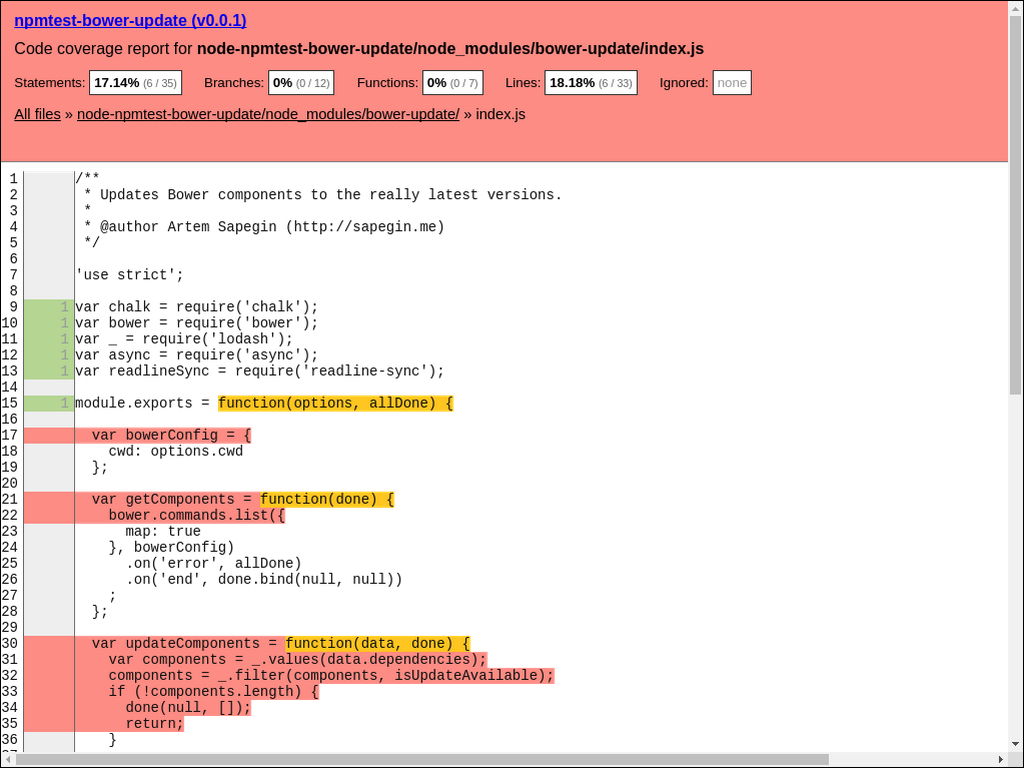 npmtest-bower-update (v0.0.1)
Code coverage report for node-npmtest-bower-update/node_modules/bower-update/index.js
Statements: 17.14% (6 / 35) Branches: 0% (0 / 12) Functions: 0% (0 / 7) Lines: 18.18% (6 / 33) Ignored: none
All files » node-npmtest-bower-update/node_modules/bower-update/ » index.js
1 /**
2  * Updates Bower components to the really latest versions.
3  *
4  * @author Artem Sapegin (http://sapegin.me)
5  */
6
7 'use strict';
8
9 1 var chalk = require('chalk');
10 1 var bower = require('bower');
11 1 var _ = require('lodash');
12 1 var async = require('async');
13 1 var readlineSync = require('readline-sync');
14
15 1 module.exports = function(options, allDone) {
16
17   var bowerConfig = {
18     cwd: options.cwd
19   };
20
21   var getComponents = function(done) {
22     bower.commands.list({
23       map: true
24     }, bowerConfig)
25       .on('error', allDone)
26       .on('end', done.bind(null, null))
27     ;
28   };
29
30   var updateComponents = function(data, done) {
31     var components = _.values(data.dependencies);
32     components = _.filter(components, isUpdateAvailable);
33     if (!components.length) {
34       done(null, []);
35       return;
36     }